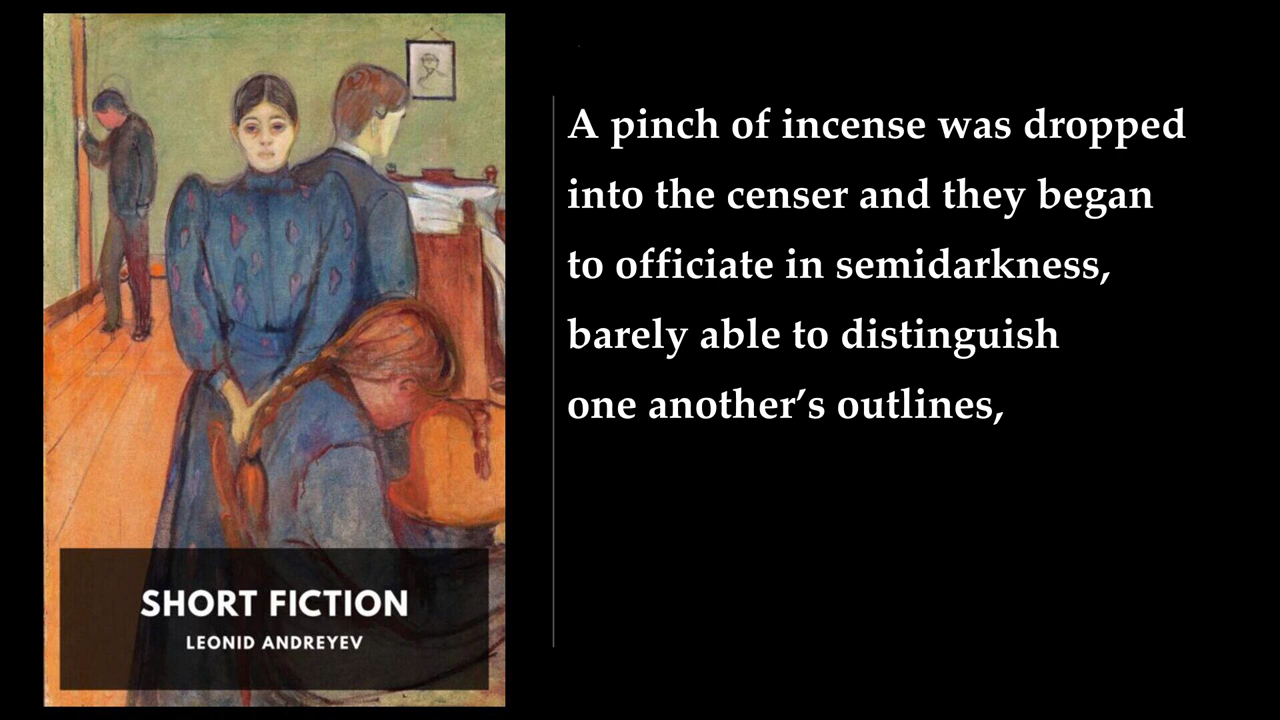 SHORT FICTION
LEONID ANDREYEV
A pinch of incense was dropped
into the censer and they began
to officiate in semidarkness,
barely able to distinguish
one another’s outlines,